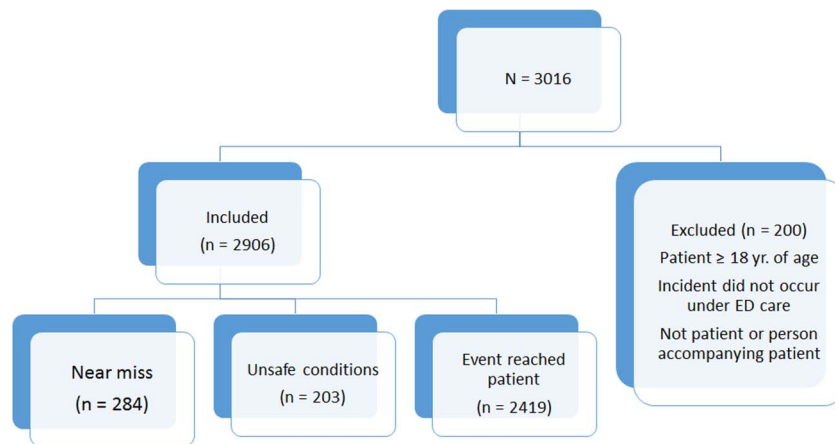 N = 3016
Included
(n = 2906)
Excluded (n = 200)
Patient ≥ 18 yr. of age
Incident did not occur
under ED care
Not patient or person
accompanying patient
Near miss
(n = 284)
Unsafe conditions
(n = 203)
Event reached
patient
(n = 2419)